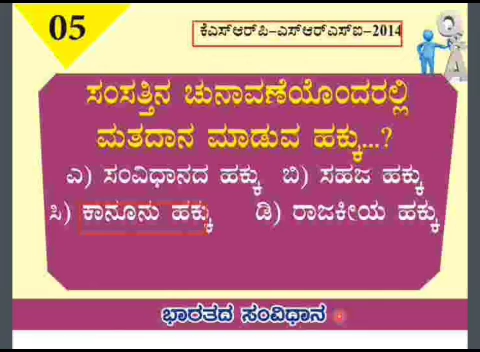 05
ಕೆಎಸ್ಆರ್‌ಪಿ-ಎಸ್ಆರ್‌ಎಸ್ಐ-2014
Q
&
A
ಸಂಸತ್ತಿನ ಚುನಾವಣೆಯೊಂದರಲ್ಲಿ
ಮತದಾನ ಮಾಡುವ ಹಕ್ಕು...?
ಎ) ಸಂವಿಧಾನದ ಹಕ್ಕು ಬಿ) ಸಹಜ ಹಕ್ಕು
ಸಿ) ಕಾನೂನು ಹಕ್ಕು ಡಿ) ರಾಜಕೀಯ ಹಕ್ಕು
ಭಾರತದ ಸಂವಿಧಾನ